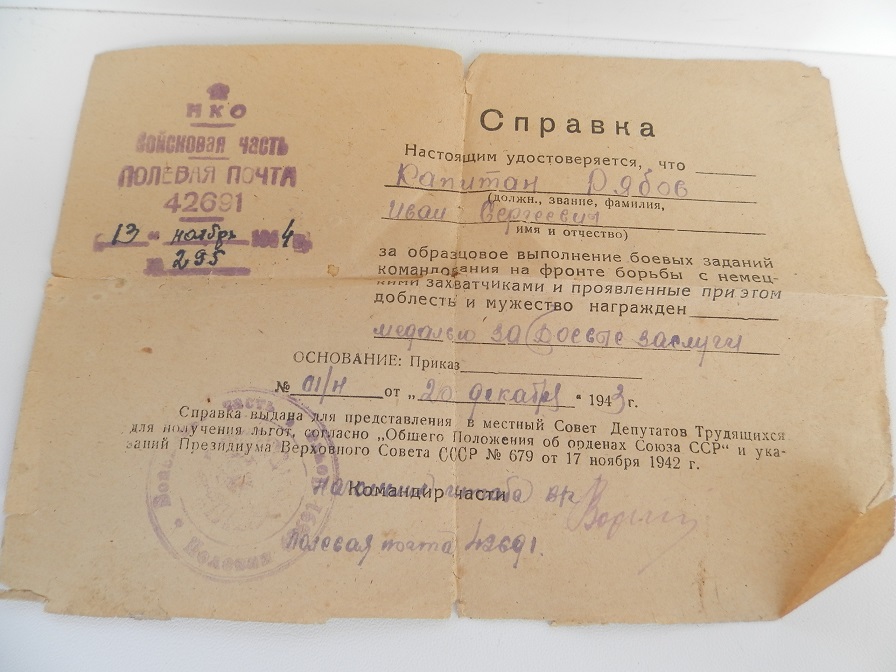 НКО
Войсковая часть
ПОЛЕВАЯ ПОЧТА
42691
„13“ ноябрь 1944 г.
№ 295
Справка
Настоящим удостоверяется, что
Капитан Рябов
(должн., звание, фамилия,
Иван Сергеевич
имя и отчество)
за образцовое выполнение боевых заданий
командования на фронте борьбы с немец-
кими захватчиками и проявленные при этом
доблесть и мужество награжден
медалью за боевые заслуги
ОСНОВАНИЕ: Приказ
№ 01/н от „20 декабря“ 1943 г.
Справка выдана для представления в местный Совет Депутатов Трудящихся
для получения льгот, согласно „Общего Положения об орденах Союза ССР“ и ука-
заний Президиума Верховного Совета СССР № 679 от 17 ноября 1942 г.
Начальник штаба в/ч
Командир части
Полевая почта 42691.